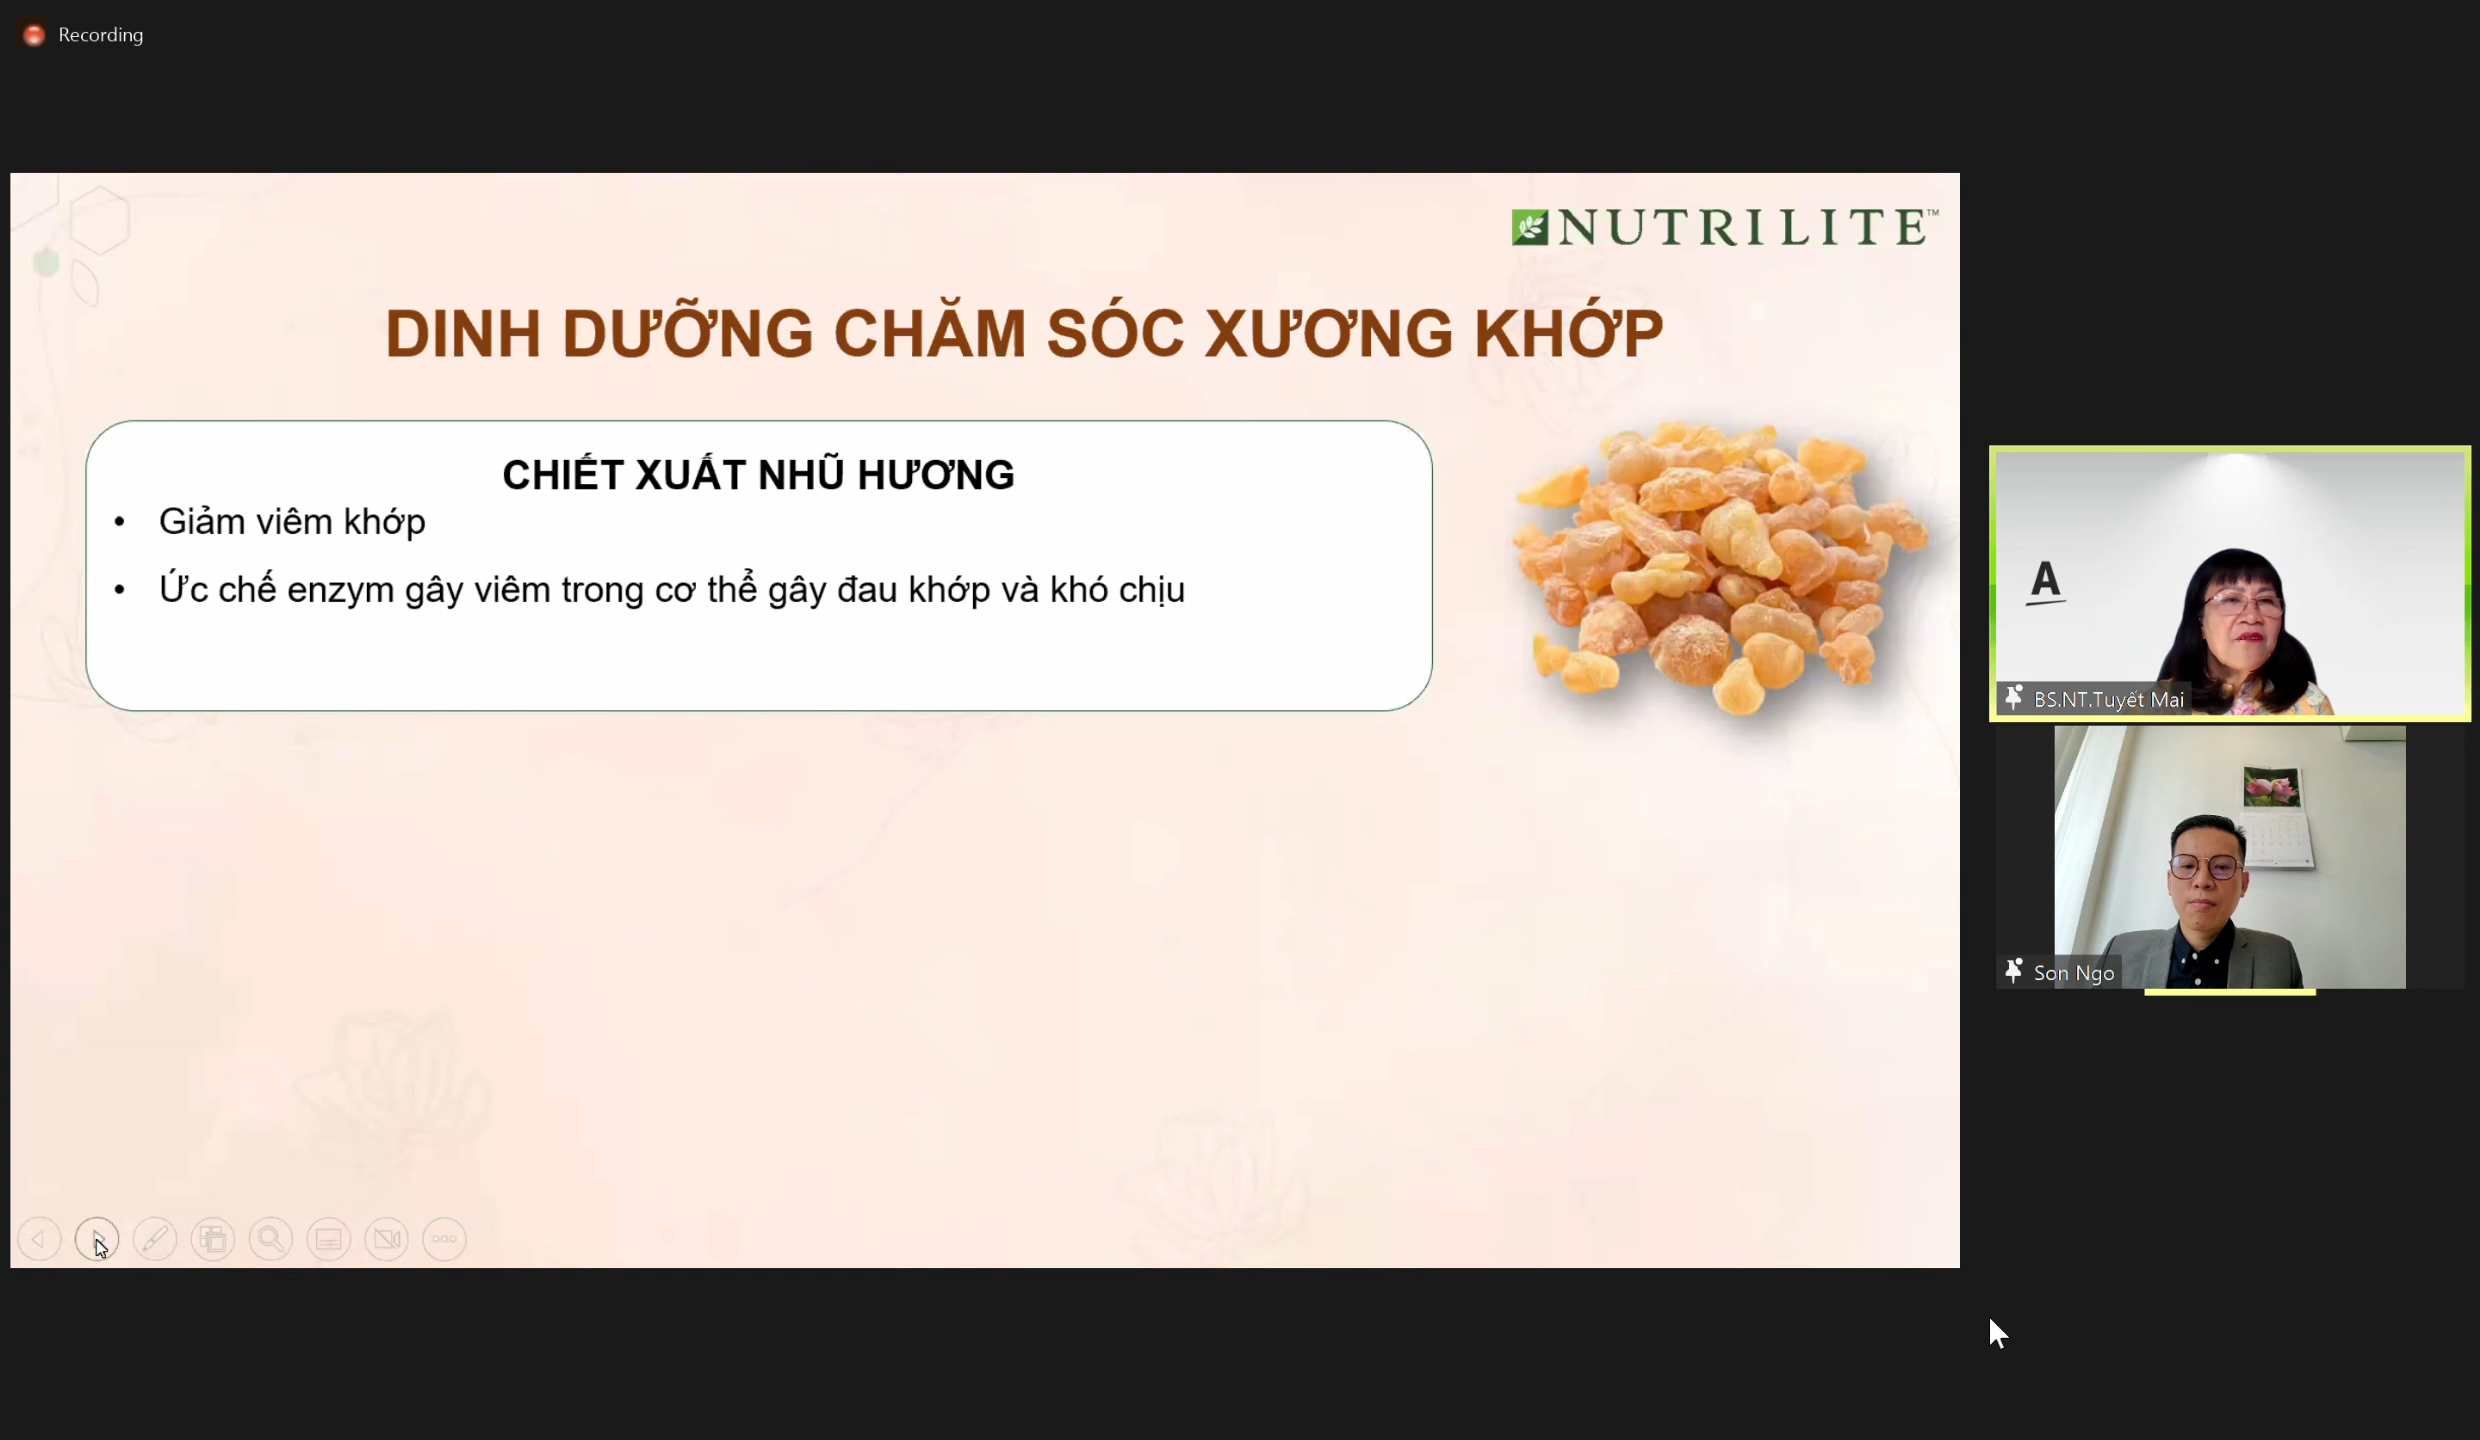 Recording
NUTRILITE™
DINH DƯỠNG CHĂM SÓC XƯƠNG KHỚP
CHIẾT XUẤT NHŨ HƯƠNG
• Giảm viêm khớp
• Ức chế enzym gây viêm trong cơ thể gây đau khớp và khó chịu
A
BS.NT.Tuyết Mai
Son Ngo